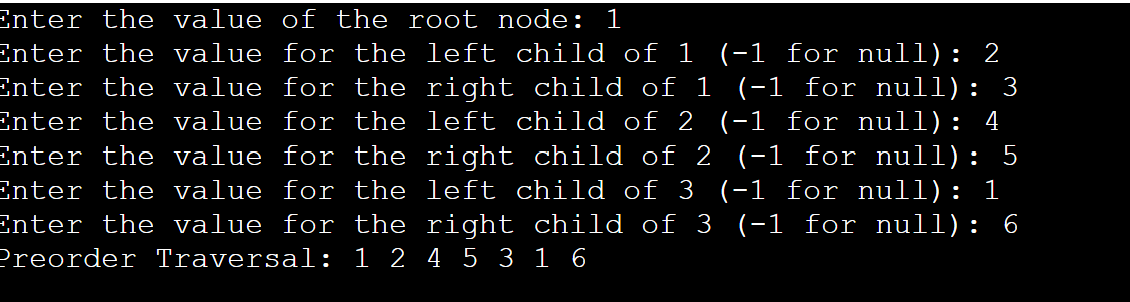 Enter the value of the root node: 1
Enter the value for the left child of 1 (-1 for null): 2
Enter the value for the right child of 1 (-1 for null): 3
Enter the value for the left child of 2 (-1 for null): 4
Enter the value for the right child of 2 (-1 for null): 5
Enter the value for the left child of 3 (-1 for null): 1
Enter the value for the right child of 3 (-1 for null): 6
Preorder Traversal: 1 2 4 5 3 1 6